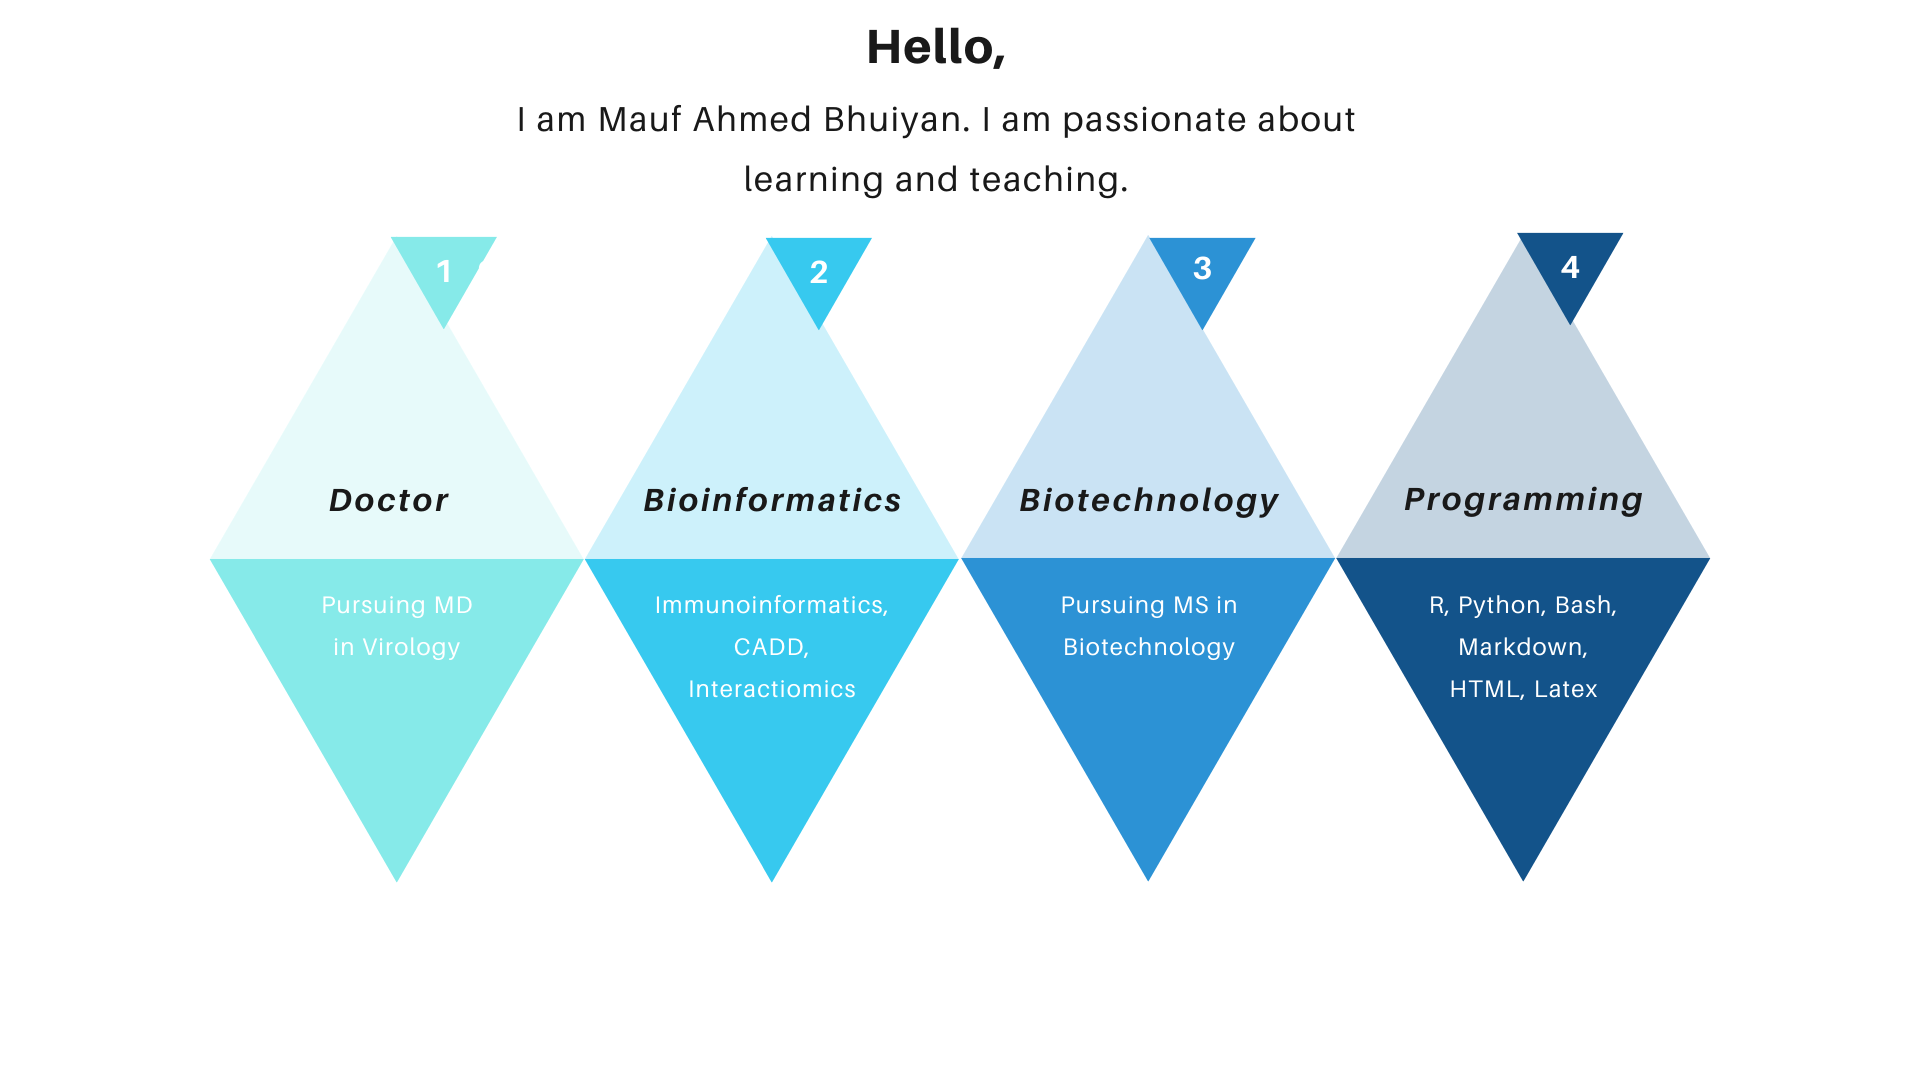 Hello,
I am Mauf Ahmed Bhuiyan. I am passionate about
learning and teaching.
1
2
3
4
Doctor
Bioinformatics
Biotechnology
Programming
Pursuing MD
in Virology
Immunoinformatics,
CADD,
Interactiomics
Pursuing MS in
Biotechnology
R, Python, Bash,
Markdown,
HTML, Latex